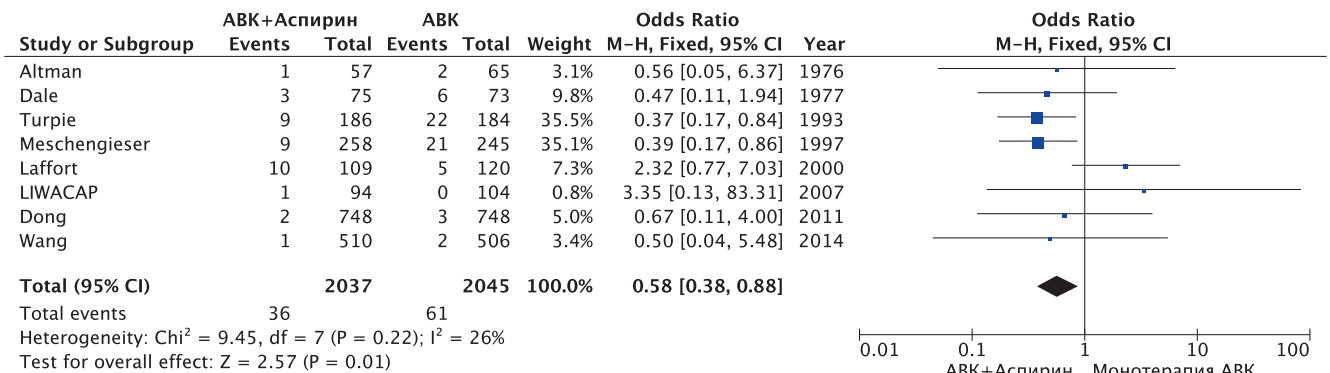 АВК+Аспирин АВК Odds Ratio Odds Ratio
Study or Subgroup Events Total Events Total Weight M-H, Fixed, 95% CI Year M-H, Fixed, 95% CI
Altman 1 57 2 65 3.1% 0.56 [0.05, 6.37] 1976
Dale 3 75 6 73 9.8% 0.47 [0.11, 1.94] 1977
Turpie 9 186 22 184 35.5% 0.37 [0.17, 0.84] 1993
Meschengieser 9 258 21 245 35.1% 0.39 [0.17, 0.86] 1997
Laffort 10 109 5 120 7.3% 2.32 [0.77, 7.03] 2000
LIWACAP 1 94 0 104 0.8% 3.35 [0.13, 83.31] 2007
Dong 2 748 3 748 5.0% 0.67 [0.11, 4.00] 2011
Wang 1 510 2 506 3.4% 0.50 [0.04, 5.48] 2014
Total (95% CI) 2037 2045 100.0% 0.58 [0.38, 0.88]
Total events 36 61
Heterogeneity: Chi² = 9.45, df = 7 (P = 0.22); I² = 26%
Test for overall effect: Z = 2.57 (P = 0.01)
0.01 0.1 1 10 100
АВК+Аспирин Монотерапия АВК